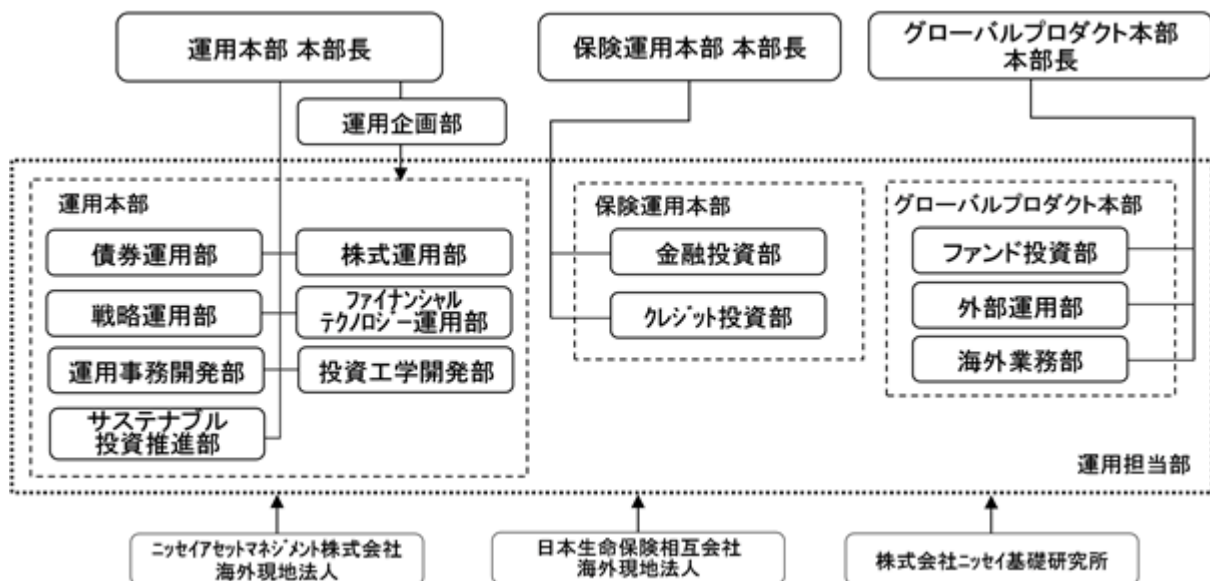 運用本部 本部長
保険運用本部 本部長
グローバルプロダクト本部
本部長
運用企画部
運用本部
債券運用部
株式運用部
戦略運用部
ファイナンシャル
テクノロジー運用部
運用事務開発部
投資工学開発部
サステナブル
投資推進部
保険運用本部
金融投資部
クレジット投資部
グローバルプロダクト本部
ファンド投資部
外部運用部
海外業務部
運用担当部
ニッセイアセットマネジメント株式会社
海外現地法人
日本生命保険相互会社
海外現地法人
株式会社ニッセイ基礎研究所